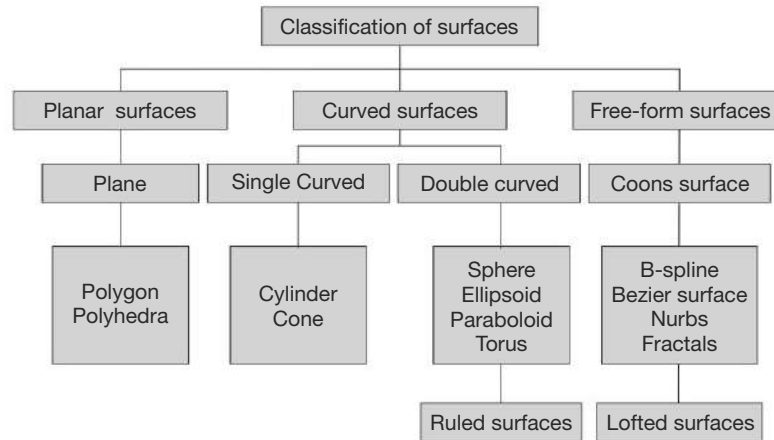 Classification of surfaces
Planar surfaces
Curved surfaces
Free-form surfaces
Plane
Single Curved
Double curved
Coons surface
Polygon
Polyhedra
Cylinder
Cone
Sphere
Ellipsoid
Paraboloid
Torus
B-spline
Bezier surface
Nurbs
Fractals
Ruled surfaces
Lofted surfaces